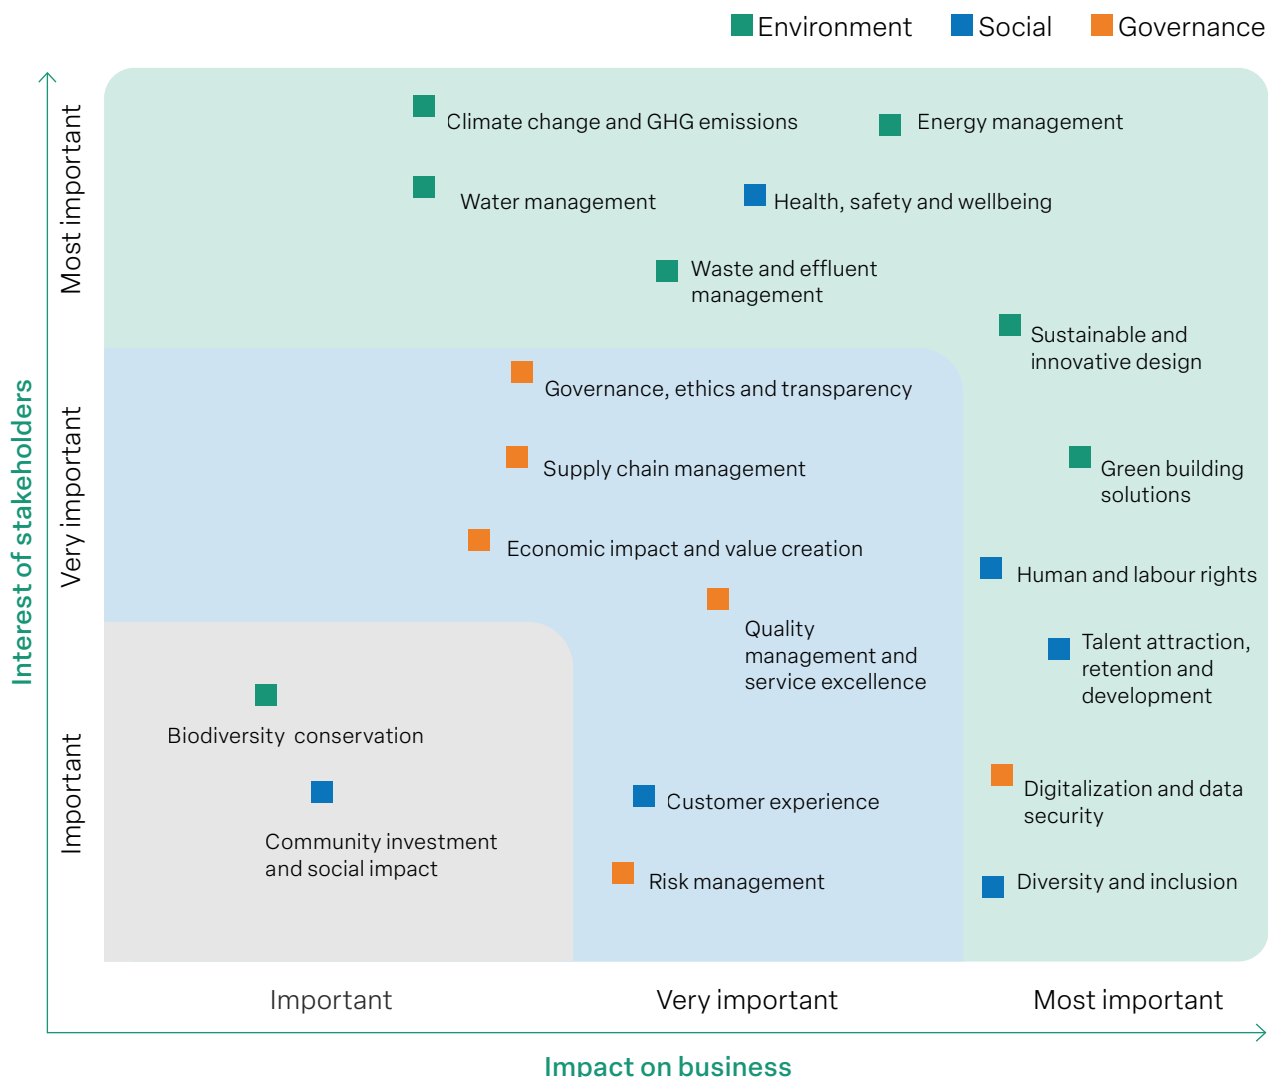 Environment
Social
Governance
Interest of stakeholders
Most important
Very important
Important
Climate change and GHG emissions
Energy management
Water management
Health, safety and wellbeing
Waste and effluent
management
Sustainable and
innovative design
Governance, ethics and transparency
Supply chain management
Green building
solutions
Economic impact and value creation
Human and labour rights
Quality
management and
service excellence
Talent attraction,
retention and
development
Biodiversity conservation
Community investment
and social impact
Customer experience
Digitalization and data
security
Risk management
Diversity and inclusion
Important
Very important
Most important
Impact on business